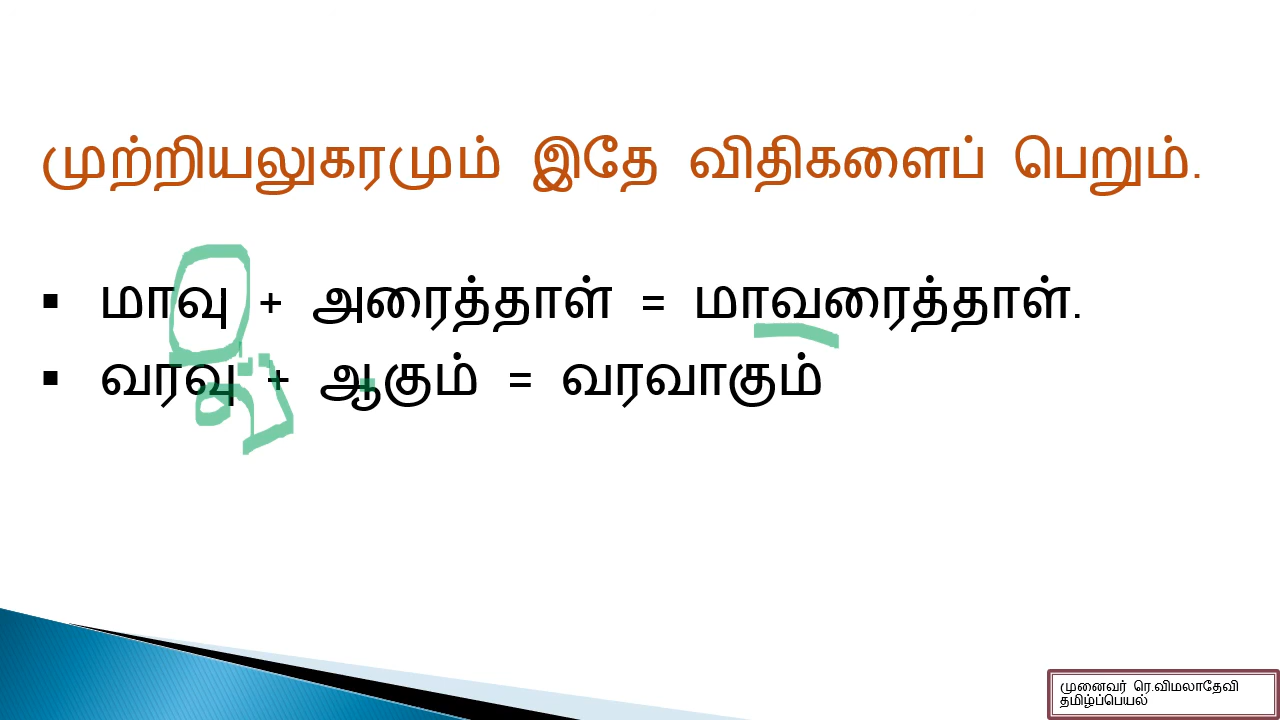 முற்றியலுகரமும் இதே விதிகளைப் பெறும்.
▪ மாவு + அரைத்தாள் = மாவரைத்தாள்.
▪ வரவு + ஆகும் = வரவாகும்
முனைவர் ரெ.விமலாதேவி
தமிழ்ப்பெயல்